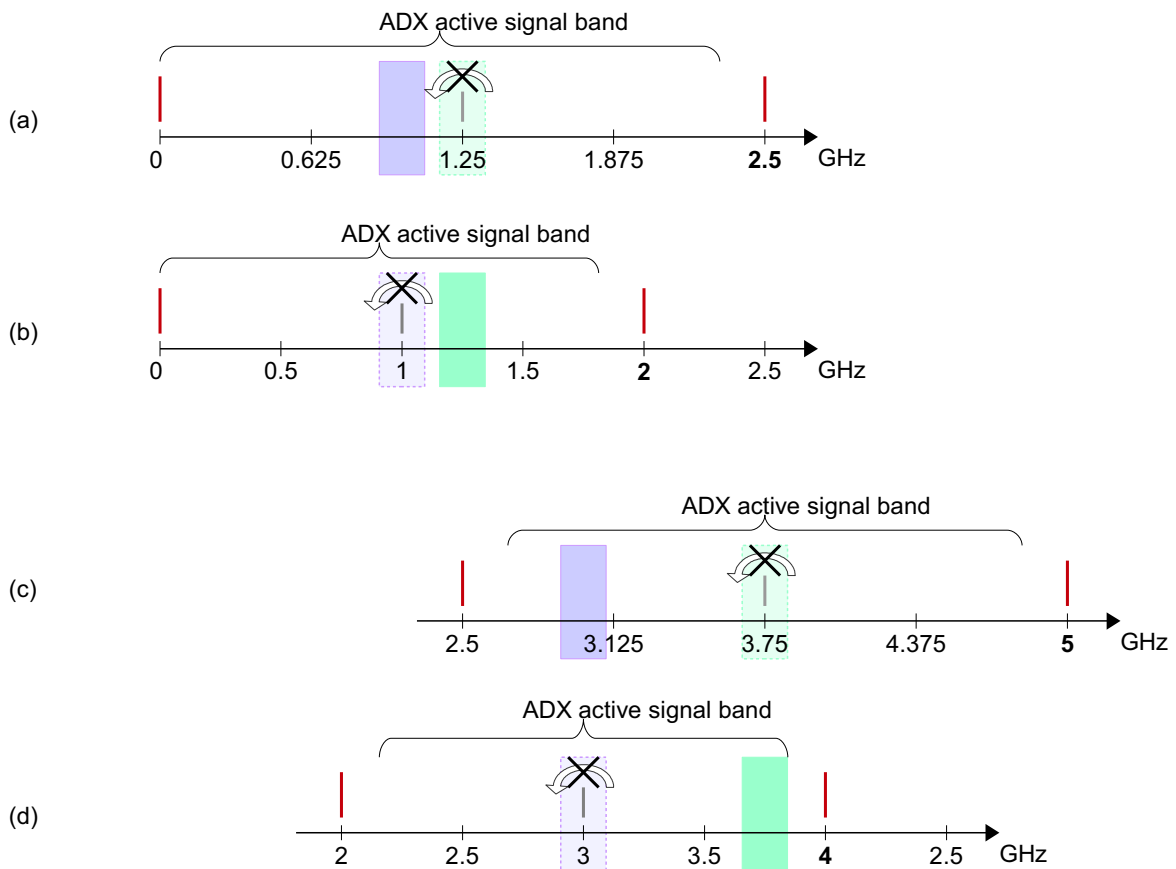 ADX active signal band
(a)
0 0.625 1.25 1.875 2.5 GHz
ADX active signal band
(b)
0 0.5 1 1.5 2 2.5 GHz
ADX active signal band
(c)
2.5 3.125 3.75 4.375 5 GHz
ADX active signal band
(d)
2 2.5 3 3.5 4 2.5 GHz